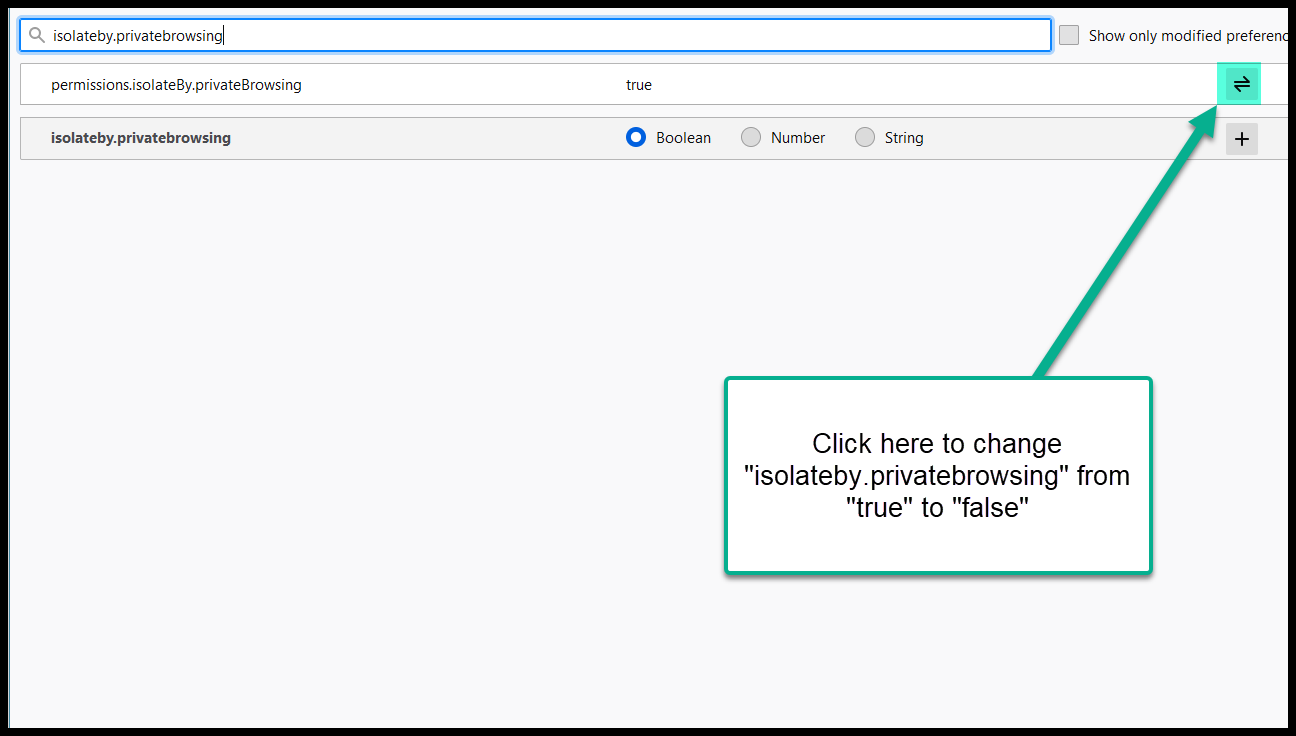 isolateby.privatebrowsing
Show only modified preferenc
permissions.isolateBy.privateBrowsing true
isolateby.privatebrowsing Boolean Number String
Click here to change
"isolateby.privatebrowsing" from
"true" to "false"